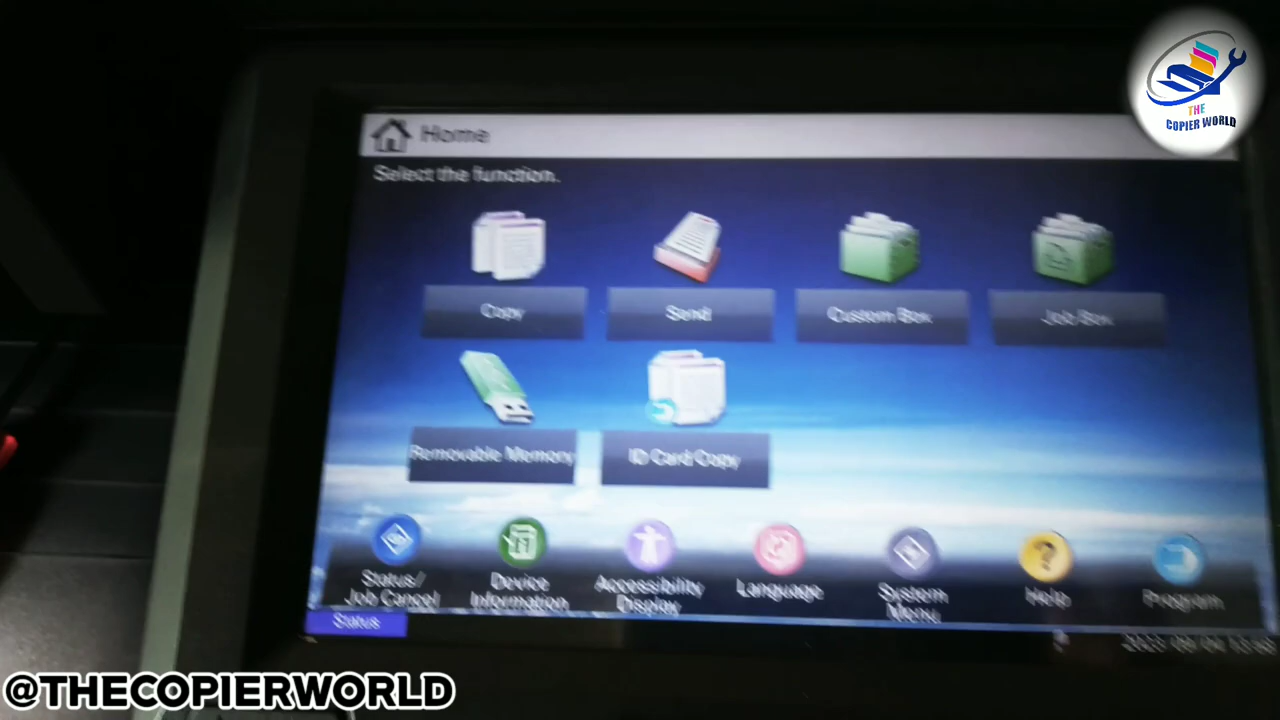 THE
COPIER WORLD
Home
Select the function.
Copy
Send
Custom Box
Job Box
Removable Memory
ID Card Copy
Status/
Job Cancel
Device
Information
Accessibility
Display
Language
System
Menu
Help
Program
Status
@THECOPIERWORLD